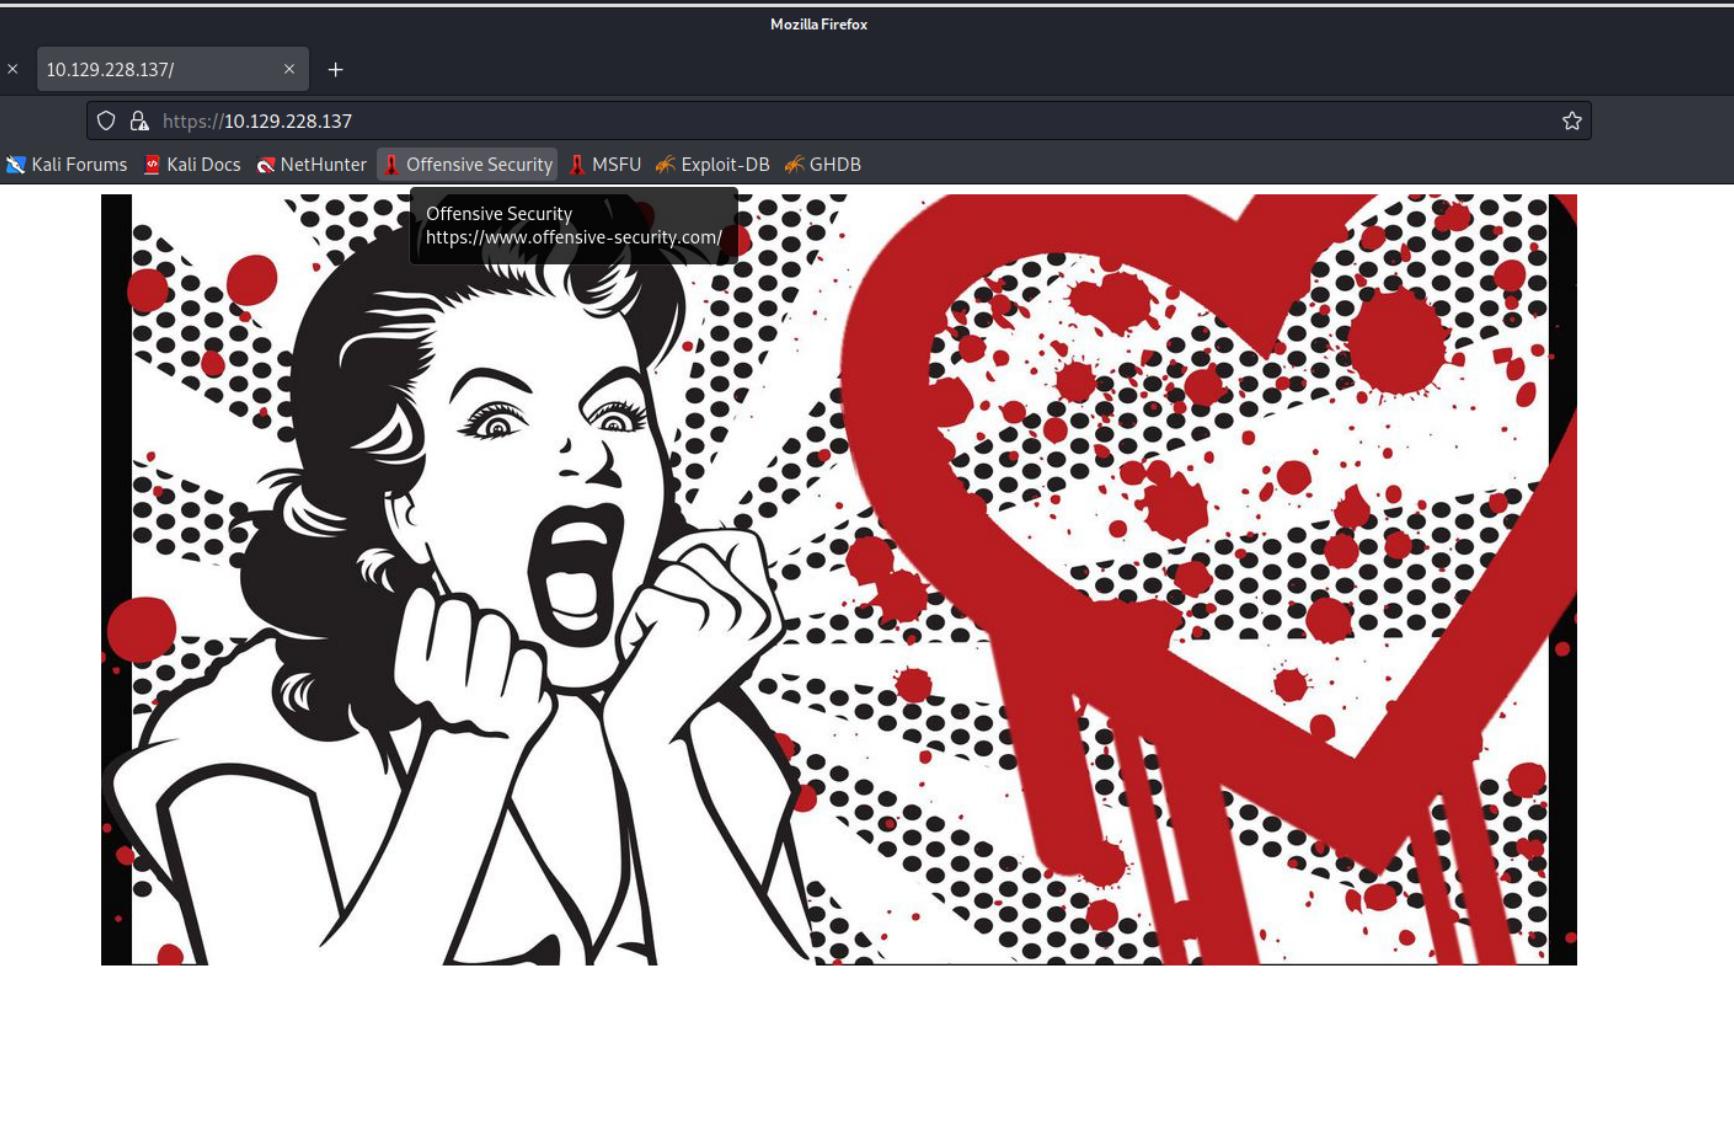 Mozilla Firefox
10.129.228.137/
https://10.129.228.137
Kali Forums Kali Docs NetHunter Offensive Security MSFU Exploit-DB GHDB
Offensive Security
https://www.offensive-security.com/